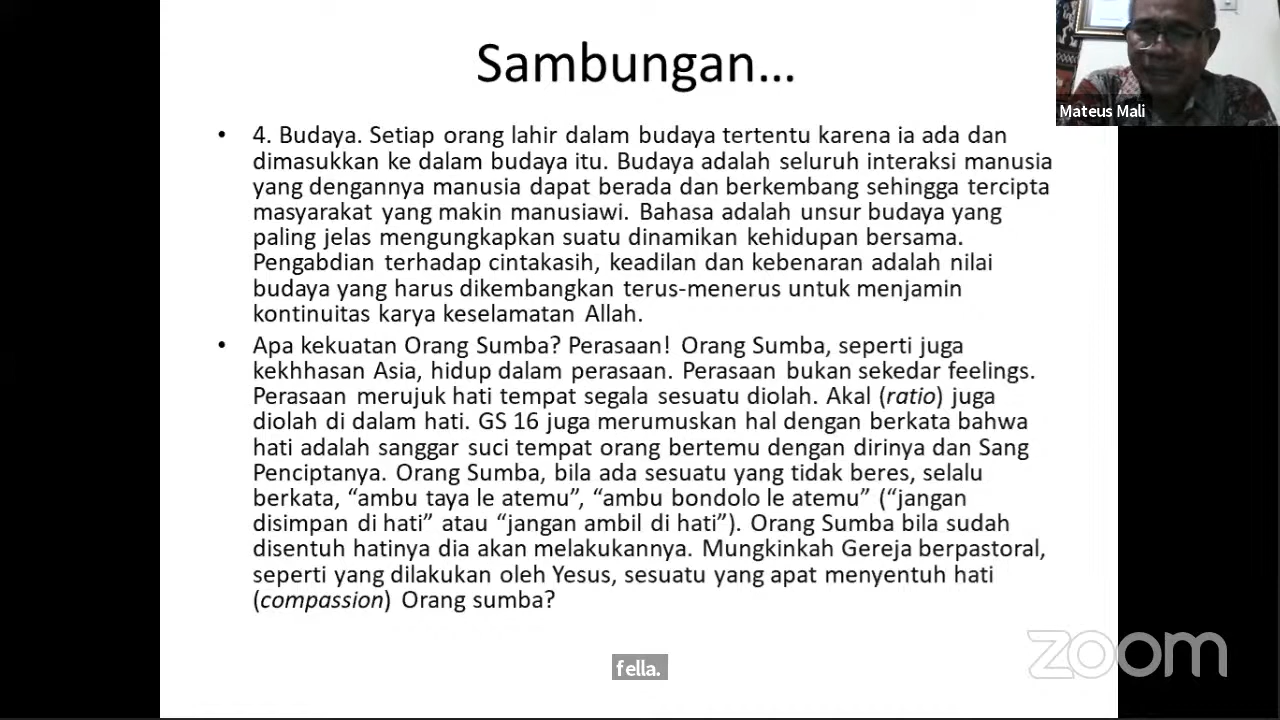 Sambungan...
Mateus Mali
• 4. Budaya. Setiap orang lahir dalam budaya tertentu karena ia ada dan
dimasukkan ke dalam budaya itu. Budaya adalah seluruh interaksi manusia
yang dengannya manusia dapat berada dan berkembang sehingga tercipta
masyarakat yang makin manusiawi. Bahasa adalah unsur budaya yang
paling jelas mengungkapkan suatu dinamikan kehidupan bersama.
Pengabdian terhadap cintakasih, keadilan dan kebenaran adalah nilai
budaya yang harus dikembangkan terus-menerus untuk menjamin
kontinuitas karya keselamatan Allah.
• Apa kekuatan Orang Sumba? Perasaan! Orang Sumba, seperti juga
kekhhasan Asia, hidup dalam perasaan. Perasaan bukan sekedar feelings.
Perasaan merujuk hati tempat segala sesuatu diolah. Akal (ratio) juga
diolah di dalam hati. GS 16 juga merumuskan hal dengan berkata bahwa
hati adalah sanggar suci tempat orang bertemu dengan dirinya dan Sang
Penciptanya. Orang Sumba, bila ada sesuatu yang tidak beres, selalu
berkata, “ambu taya le atemu”, “ambu bondolo le atemu” (“jangan
disimpan di hati” atau “jangan ambil di hati”). Orang Sumba bila sudah
disentuh hatinya dia akan melakukannya. Mungkinkah Gereja berpastoral,
seperti yang dilakukan oleh Yesus, sesuatu yang apat menyentuh hati
(compassion) Orang sumba?
zoom
fella.